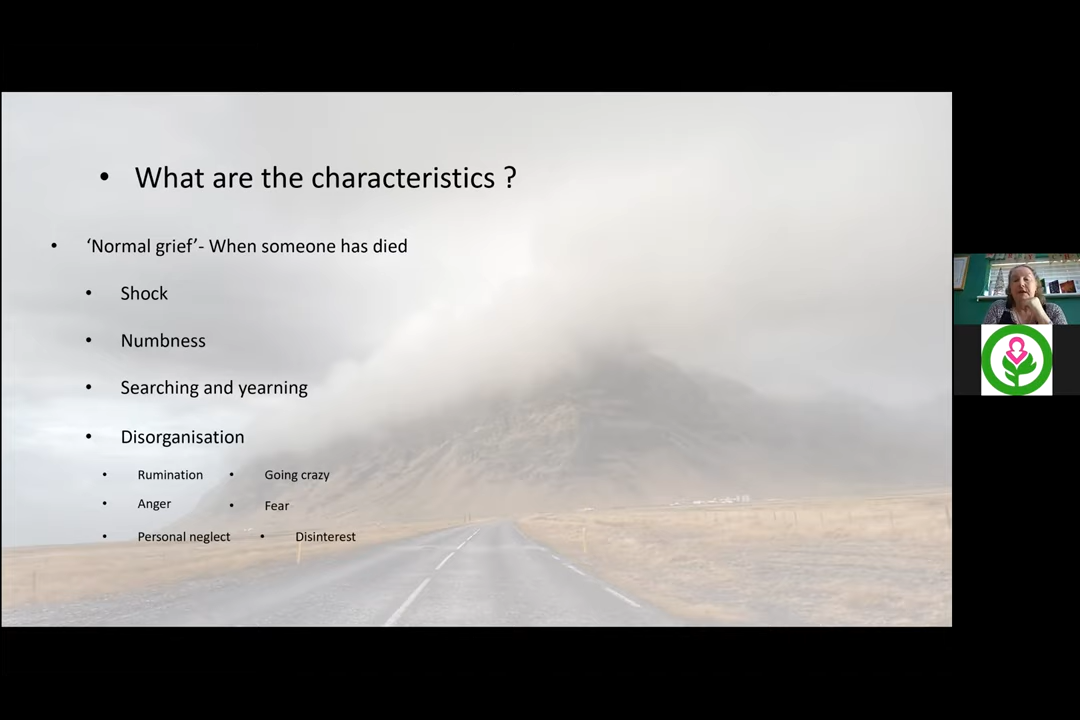 • What are the characteristics ?
• ‘Normal grief’- When someone has died
• Shock
• Numbness
• Searching and yearning
• Disorganisation
• Rumination • Going crazy
• Anger • Fear
• Personal neglect • Disinterest